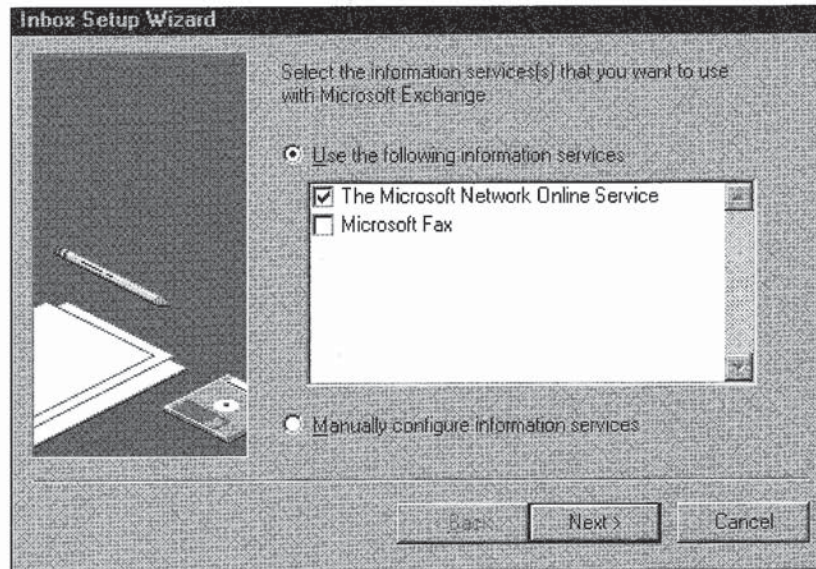 Inbox Setup Wizard
Select the information services(s) that you want to use
with Microsoft Exchange
Use the following information services
The Microsoft Network Online Service
Microsoft Fax
Manually configure information services
< Back
Next >
Cancel